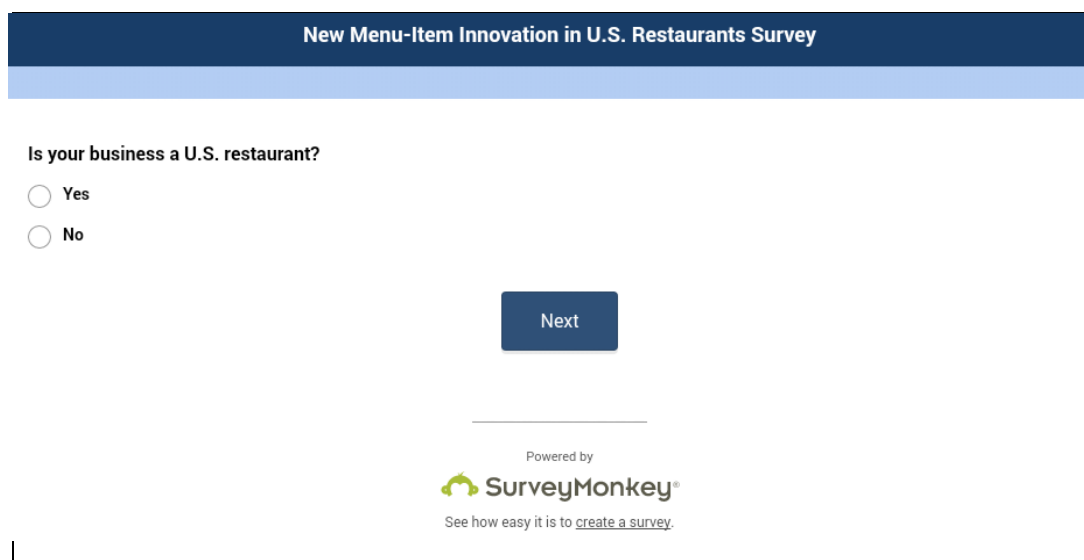 New Menu-Item Innovation in U.S. Restaurants Survey
Is your business a U.S. restaurant?
Yes
No
Next
Powered by
SurveyMonkey®
See how easy it is to create a survey.